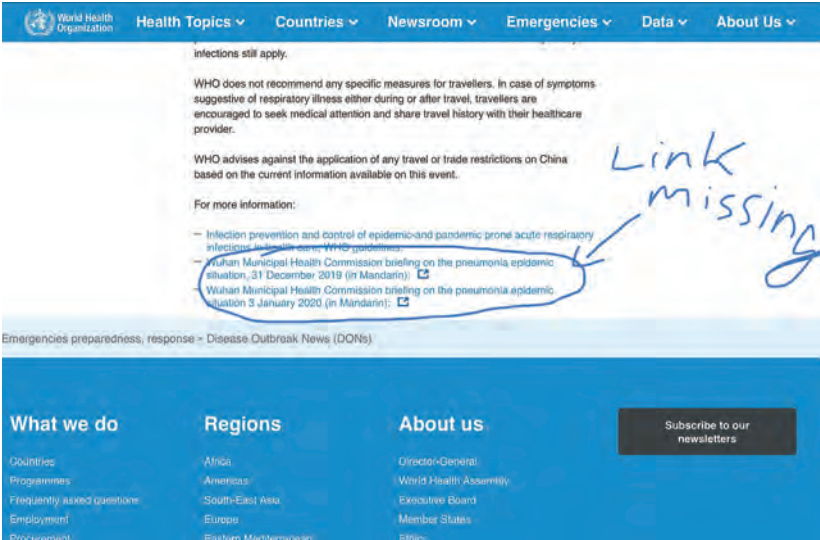 World Health
Organization
Health Topics
Countries
Newsroom
Emergencies
Data
About Us
infections still apply.
WHO does not recommend any specific measures for travellers. In case of symptoms
suggestive of respiratory illness either during or after travel, travellers are
encouraged to seek medical attention and share travel history with their healthcare
provider.
WHO advises against the application of any travel or trade restrictions on China
based on the current information available on this event.
Link
missing
For more information:
– Infection prevention and control of epidemic-and pandemic prone acute respiratory
infections in health care, WHO guidelines.
– Wuhan Municipal Health Commission briefing on the pneumonia epidemic
situation, 31 December 2019 (in Mandarin):
– Wuhan Municipal Health Commission briefing on the pneumonia epidemic
situation 3 January 2020 (in Mandarin):
Emergencies preparedness, response > Disease Outbreak News (DONs)
What we do
Countries
Programmes
Frequently asked questions
Employment
Procurement
Regions
Africa
Americas
South-East Asia
Europe
Eastern Mediterranean
About us
Director-General
World Health Assembly
Executive Board
Member States
Ethics
Subscribe to our
newsletters